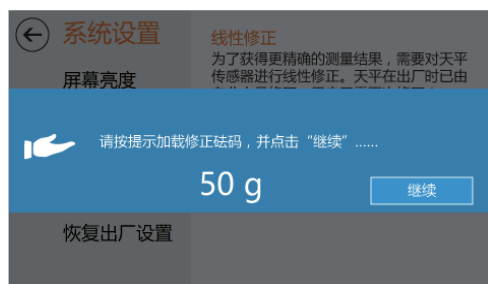 系统设置
线性修正
为了获得更精确的测量结果，需要对天平
屏幕亮度
传感器进行线性修正。天平在出厂时已由
请按提示加载修正砝码，并点击“继续”……
50 g
继续
恢复出厂设置